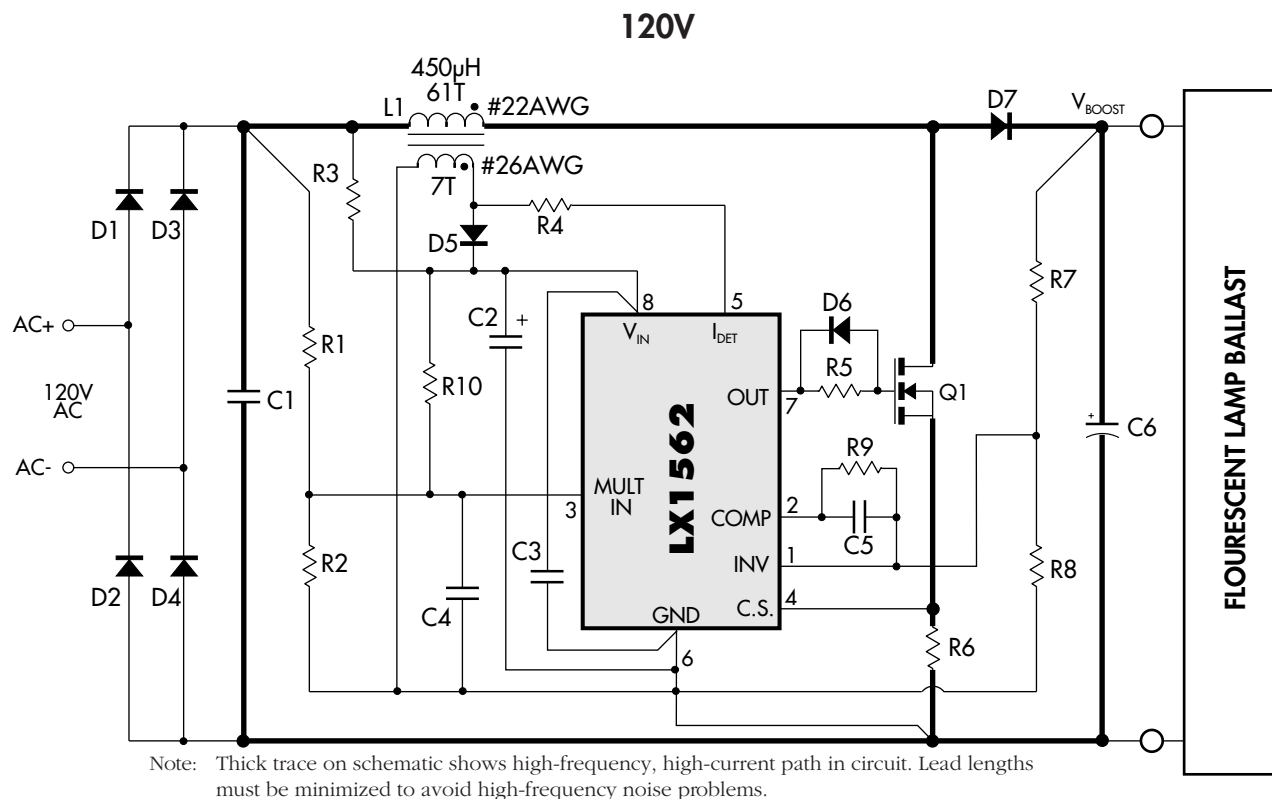 120V
450µH
61T
L1
#22AWG
D7
V BOOST
#26AWG
7T
R3
R4
D5
D1
D3
AC+
120V
AC
AC-
R1
C1
R10
C2
+
8
V IN
5
I DET
D6
R5
OUT
7
Q1
R7
+
C6
R9
LX1562
MULT
IN
3
COMP
2
C5
INV
1
R8
C.S.
4
GND
6
R6
R2
C4
C3
D2
D4
FLOURESCENT LAMP BALLAST
Note: Thick trace on schematic shows high-frequency, high-current path in circuit. Lead lengths
must be minimized to avoid high-frequency noise problems.